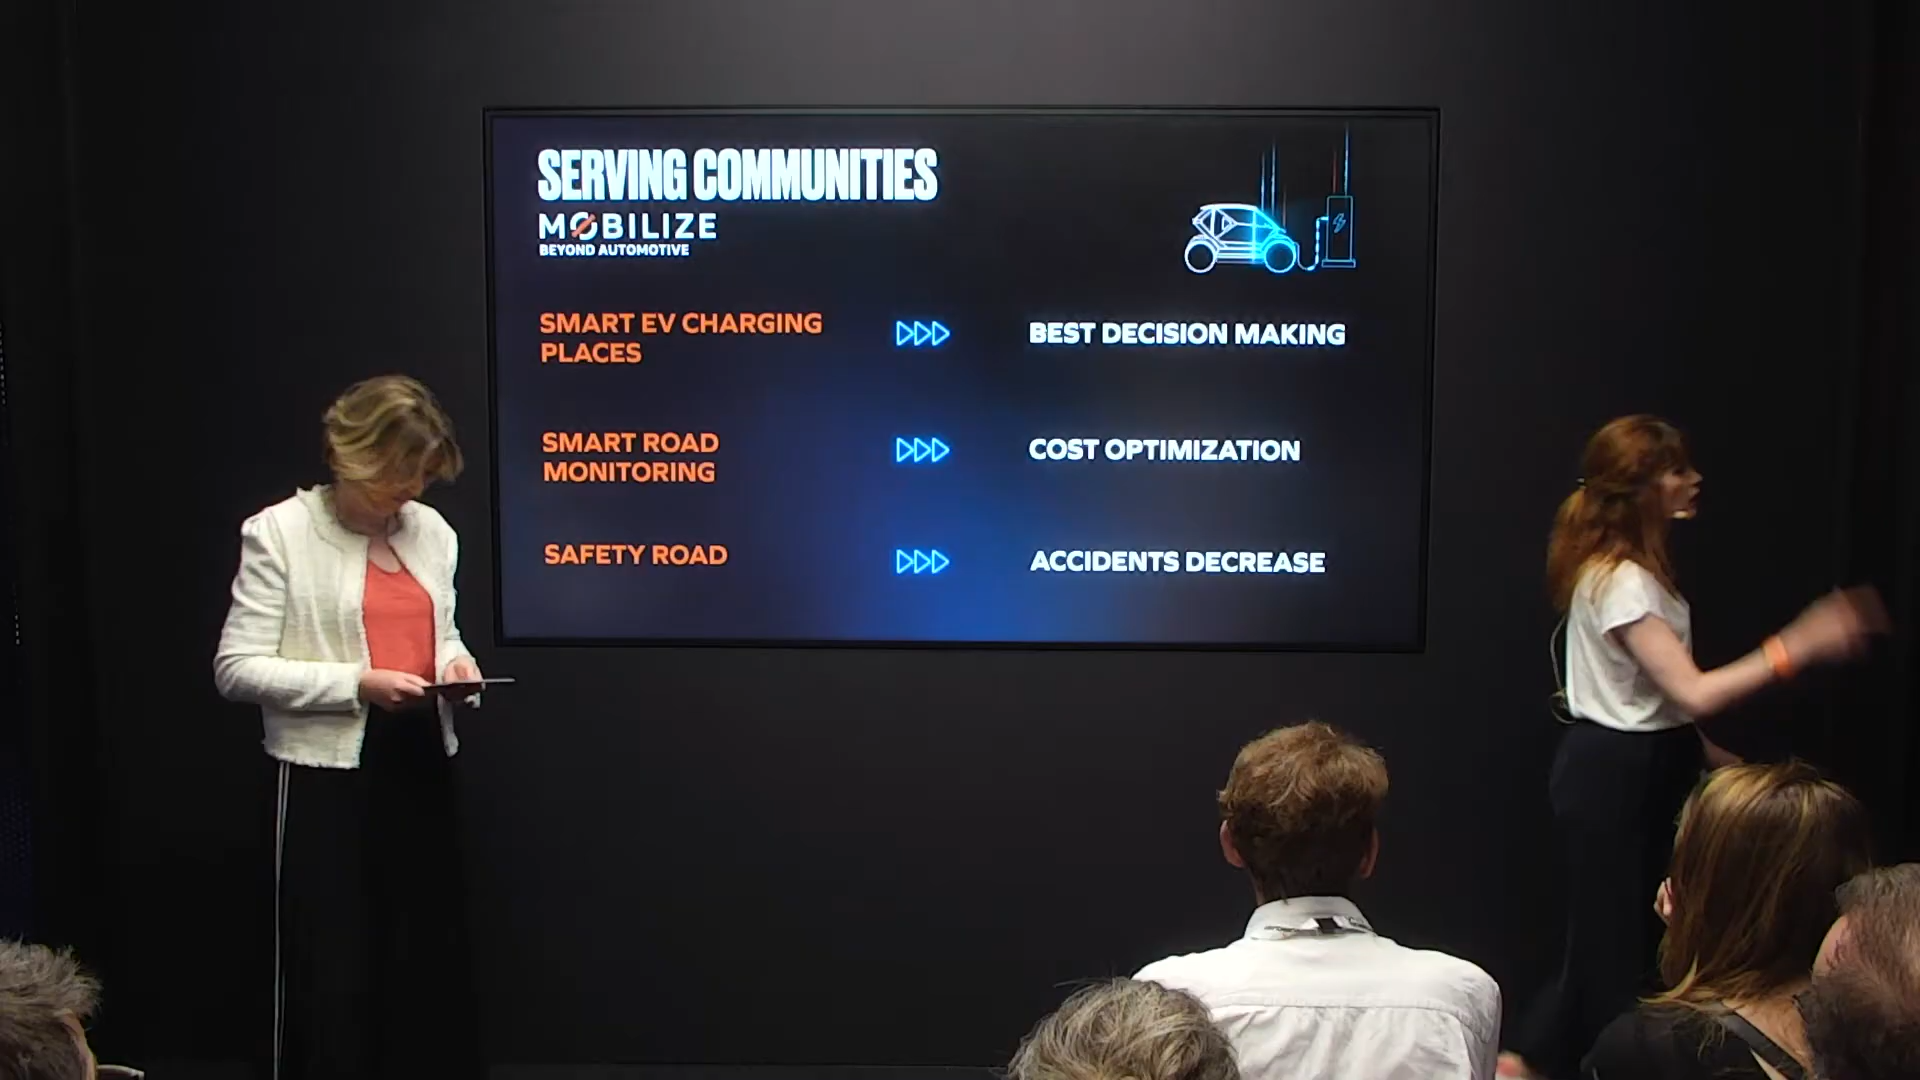 SERVING COMMUNITIES
MOBILIZE
BEYOND AUTOMOTIVE
SMART EV CHARGING
PLACES
BEST DECISION MAKING
SMART ROAD
MONITORING
COST OPTIMIZATION
SAFETY ROAD
ACCIDENTS DECREASE